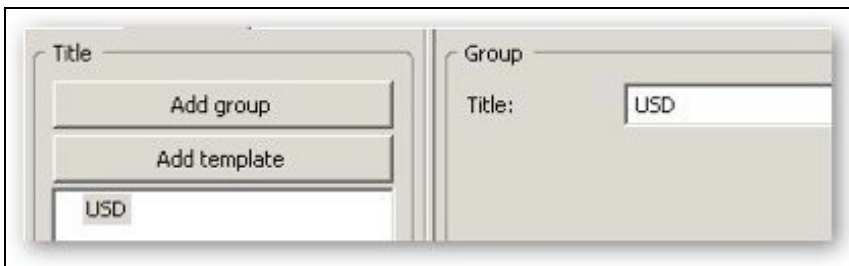 Title
Add group
Add template
USD
Group
Title: USD